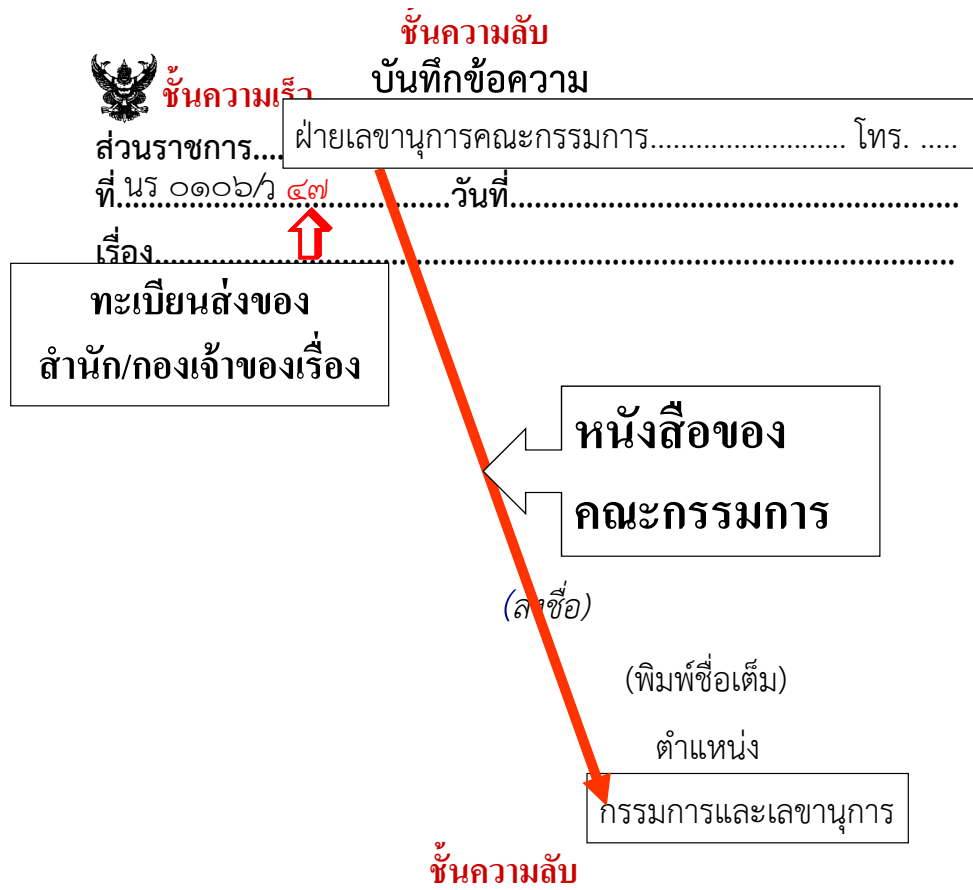 ชั้นความลับ
บันทึกข้อความ
ชั้นความเร็ว
ส่วนราชการ.... ฝ่ายเลขานุการคณะกรรมการ......................... โทร. .....
ที่ นร ๐๑๐๖/ว ๔๗ วันที่
เรื่อง
ทะเบียนส่งของ
สำนัก/กองเจ้าของเรื่อง
หนังสือของ
คณะกรรมการ
(ลงชื่อ)
(พิมพ์ชื่อเต็ม)
ตำแหน่ง
กรรมการและเลขานุการ
ชั้นความลับ